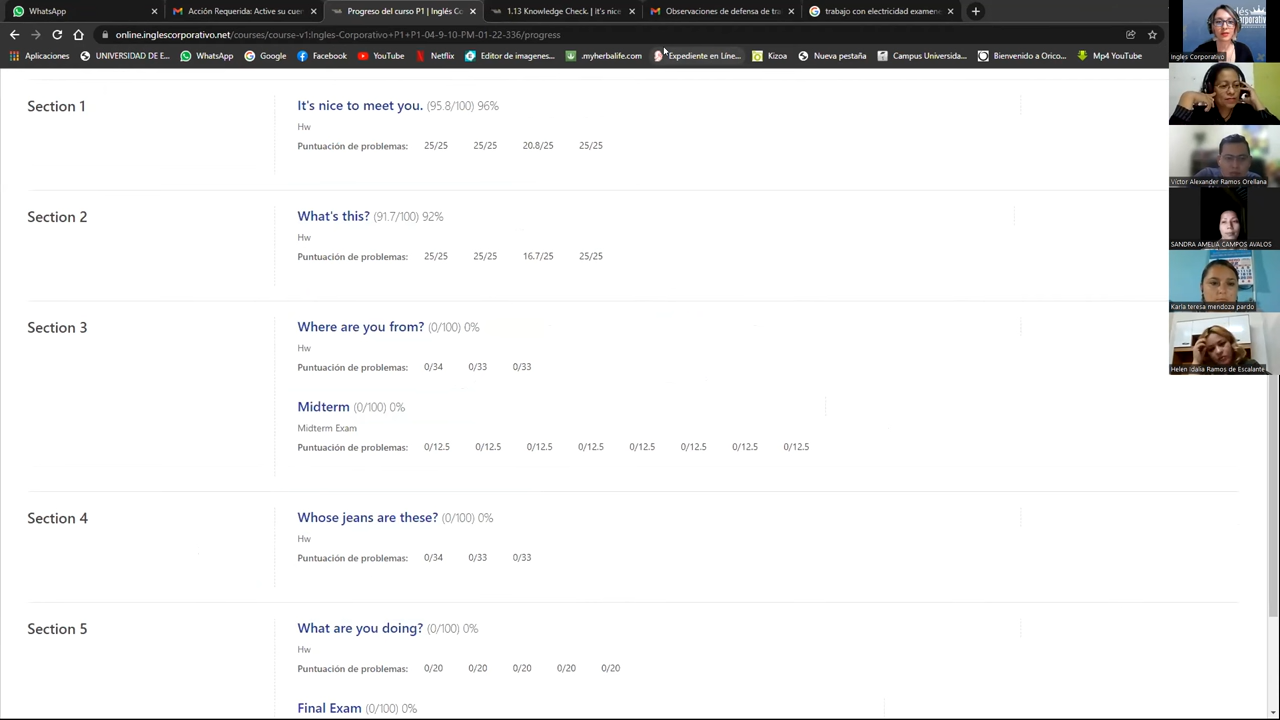 WhatsApp
Acción Requerida: Active su cuen
Progreso del curso P1 | Inglés C
1.13 Knowledge Check. | It's nice
Observaciones de defensa de tra
trabajo con electricidad examene
online.inglescorporativo.net/courses/course-v1:Ingles-Corporativo+P1+P1-04-9-10-PM-01-22-336/progress
Aplicaciones
UNIVERSIDAD DE E...
WhatsApp
Google
Facebook
YouTube
Netflix
.myherbalife.com
Expediente en Líne...
Kizoa
Nueva pestaña
Campus Universitari...
Bienvenido a Orico...
Mp4 YouTube
Section 1
It's nice to meet you. (95.8/100) 96%
Hw
Puntuación de problemas: 25/25 25/25 20.8/25 25/25
Section 2
What's this? (91.7/100) 92%
Hw
Puntuación de problemas: 25/25 25/25 16.7/25 25/25
Section 3
Where are you from? (0/100) 0%
Hw
Puntuación de problemas: 0/34 0/33 0/33
Midterm (0/100) 0%
Midterm Exam
Puntuación de problemas: 0/12.5 0/12.5 0/12.5 0/12.5 0/12.5 0/12.5 0/12.5 0/12.5
Section 4
Whose jeans are these? (0/100) 0%
Hw
Puntuación de problemas: 0/34 0/33 0/33
Section 5
What are you doing? (0/100) 0%
Hw
Puntuación de problemas: 0/20 0/20 0/20 0/20 0/20
Final Exam (0/100) 0%
Ingles Corporativo
Víctor Alexander Ramos Orellana
SANDRA AMELIA CAMPOS AVALOS
Karla teresa mendoza pardo
Helen Idalia Ramos de Escalante